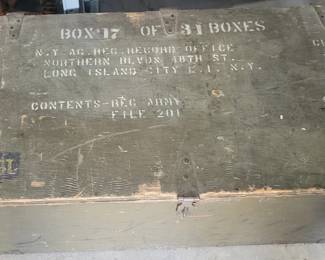 BOX 17 OF 31 BOXES
N.Y. AG. REG. RECORD OFFICE
NORTHERN BLVD& 48TH ST.
LONG ISLAND CITY L.I. N.Y.
CONTENTS-REG ARMY
FILE 201